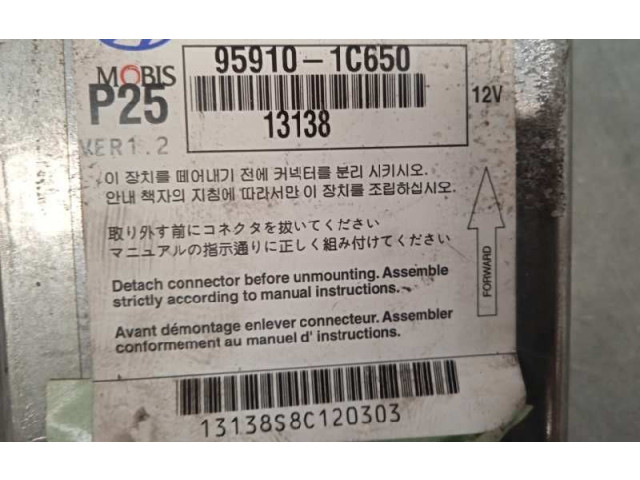 95910-1C650
MOBIS
P25
13138
12V
VER1.2
이 장치를 떼어내기 전에 커넥터를 분리 시키시오.
안내 책자의 지침에 따라서만 이 장치를 조립하십시오.
取り外す前にコネクタを抜いてください
マニュアルの指示通りに正しく組み付けてください
FORWARD
Detach connector before unmounting. Assemble
strictly according to manual instructions.
Avant démontage enlever connecteur. Assembler
conformement au manuel d' instructions.
13138S8C120303